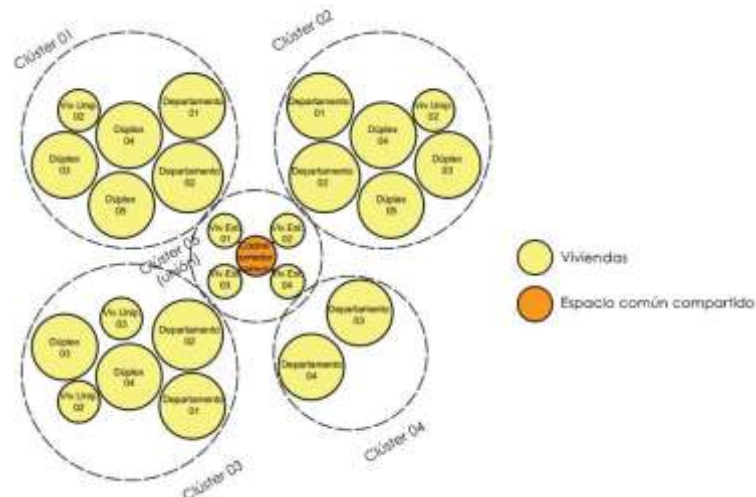 Clúster 01
Viv.Unip.
02
Departamento
01
Dúplex
04
Dúplex
03
Departamento
02
Dúplex
05
Clúster 02
Departamento
01
Viv.Unip.
02
Dúplex
04
Departamento
02
Dúplex
03
Dúplex
05
Clúster 05
(unión)
Viv.Est.
01
Viv.Est.
02
Viv.Est.
03
Viv.Est.
04
Clúster 03
Viv.Unip.
03
Dúplex
03
Departamento
02
Dúplex
04
Viv.Unip.
02
Departamento
01
Clúster 04
Departamento
03
Departamento
04
Viviendas
Espacio común compartido